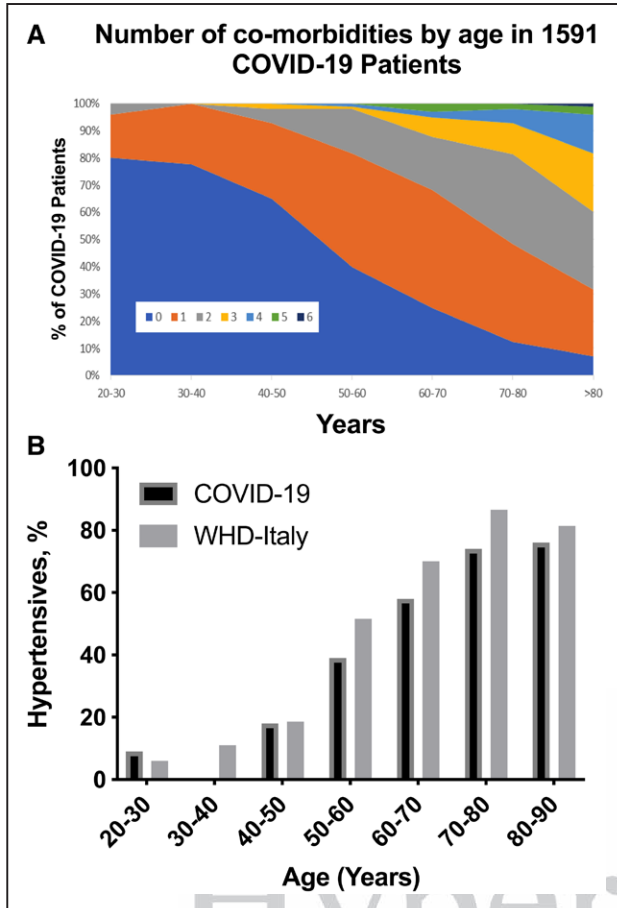 A
Number of co-morbidities by age in 1591
COVID-19 Patients
% of COVID-19 Patients
100%
90%
80%
70%
60%
50%
40%
30%
20%
10%
0%
0 1 2 3 4 5 6
20-30 30-40 40-50 50-60 60-70 70-80 >80
Years
B
Hypertensives, %
100
80
60
40
20
0
COVID-19
WHD-Italy
20-30 30-40 40-50 50-60 60-70 70-80 80-90
Age (Years)